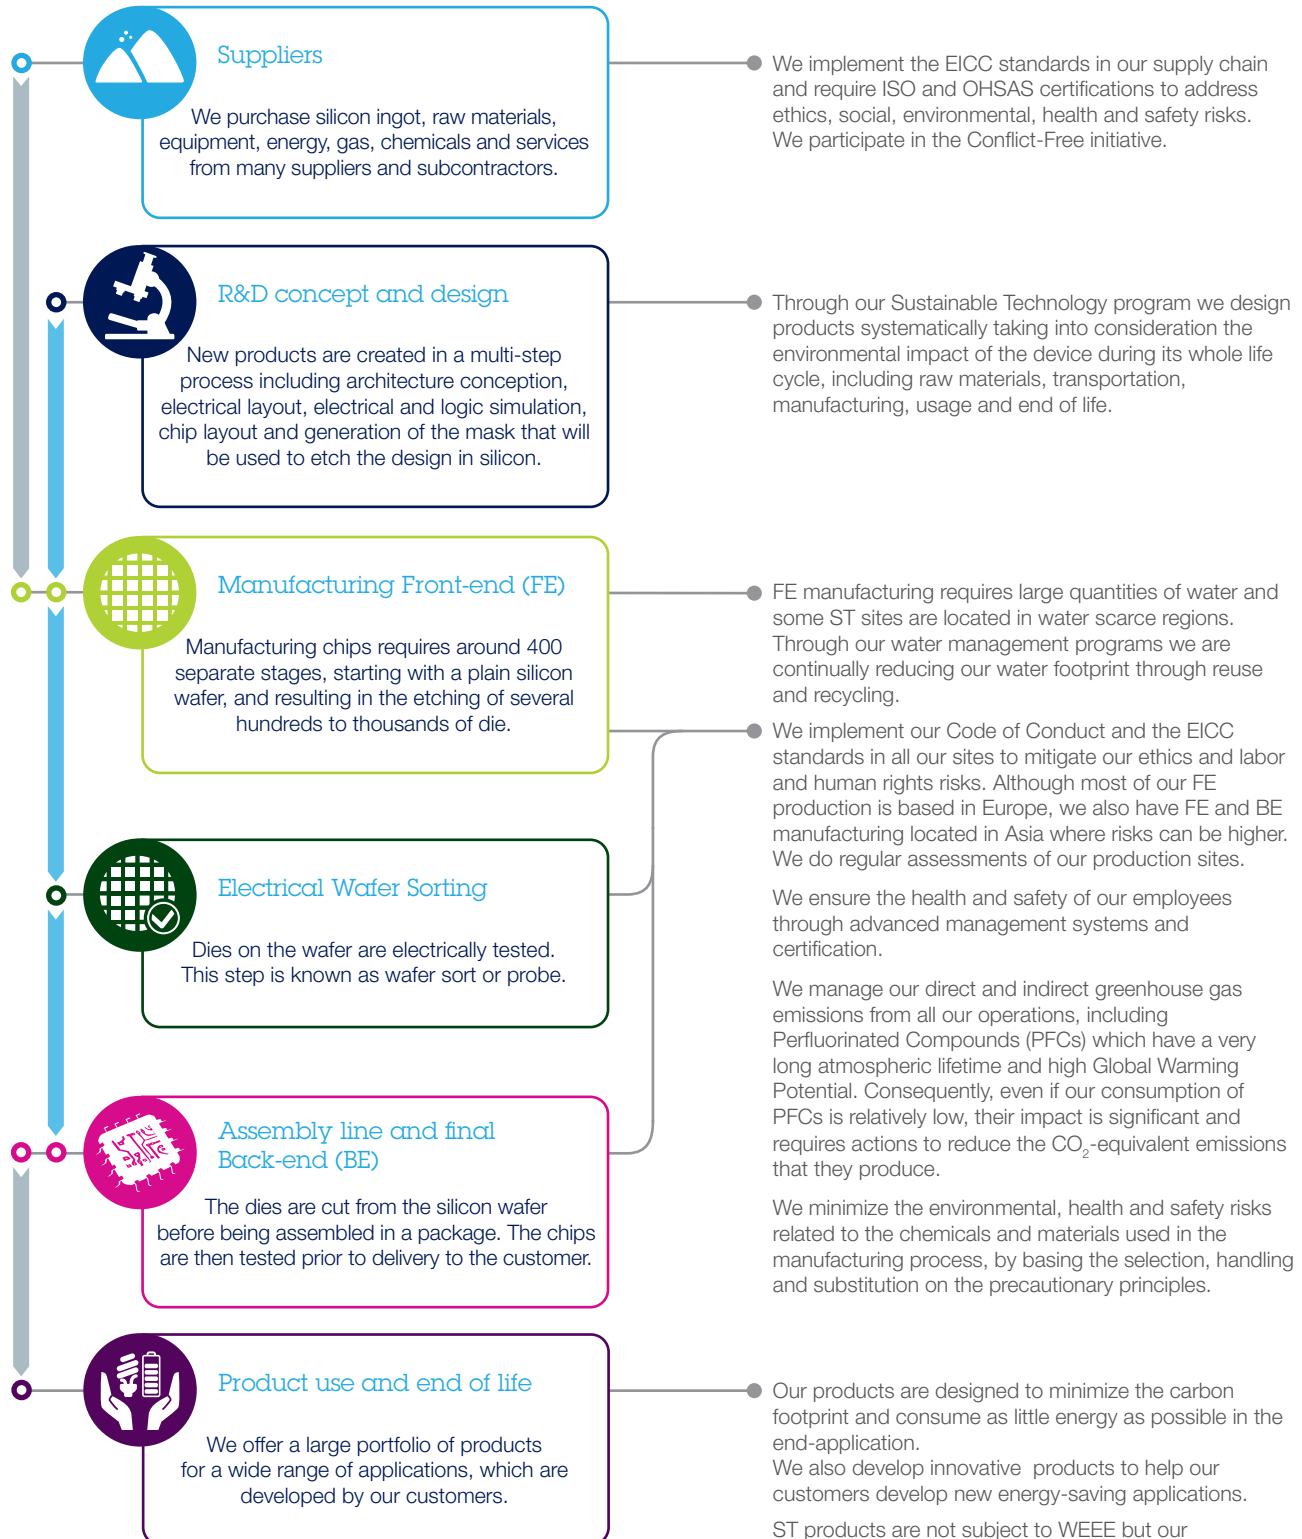 Suppliers
We purchase silicon ingot, raw materials,
equipment, energy, gas, chemicals and services
from many suppliers and subcontractors.
We implement the EICC standards in our supply chain
and require ISO and OHSAS certifications to address
ethics, social, environmental, health and safety risks.
We participate in the Conflict-Free initiative.
R&D concept and design
New products are created in a multi-step
process including architecture conception,
electrical layout, electrical and logic simulation,
chip layout and generation of the mask that will
be used to etch the design in silicon.
Through our Sustainable Technology program we design
products systematically taking into consideration the
environmental impact of the device during its whole life
cycle, including raw materials, transportation,
manufacturing, usage and end of life.
Manufacturing Front-end (FE)
Manufacturing chips requires around 400
separate stages, starting with a plain silicon
wafer, and resulting in the etching of several
hundreds to thousands of die.
FE manufacturing requires large quantities of water and
some ST sites are located in water scarce regions.
Through our water management programs we are
continually reducing our water footprint through reuse
and recycling.
Electrical Wafer Sorting
Dies on the wafer are electrically tested.
This step is known as wafer sort or probe.
Assembly line and final
Back-end (BE)
The dies are cut from the silicon wafer
before being assembled in a package. The chips
are then tested prior to delivery to the customer.
We implement our Code of Conduct and the EICC
standards in all our sites to mitigate our ethics and labor
and human rights risks. Although most of our FE
production is based in Europe, we also have FE and BE
manufacturing located in Asia where risks can be higher.
We do regular assessments of our production sites.
We ensure the health and safety of our employees
through advanced management systems and
certification.
We manage our direct and indirect greenhouse gas
emissions from all our operations, including
Perfluorinated Compounds (PFCs) which have a very
long atmospheric lifetime and high Global Warming
Potential. Consequently, even if our consumption of
PFCs is relatively low, their impact is significant and
requires actions to reduce the CO₂-equivalent emissions
that they produce.
We minimize the environmental, health and safety risks
related to the chemicals and materials used in the
manufacturing process, by basing the selection, handling
and substitution on the precautionary principles.
Product use and end of life
We offer a large portfolio of products
for a wide range of applications, which are
developed by our customers.
Our products are designed to minimize the carbon
footprint and consume as little energy as possible in the
end-application.
We also develop innovative products to help our
customers develop new energy-saving applications.
ST products are not subject to WEEE but our